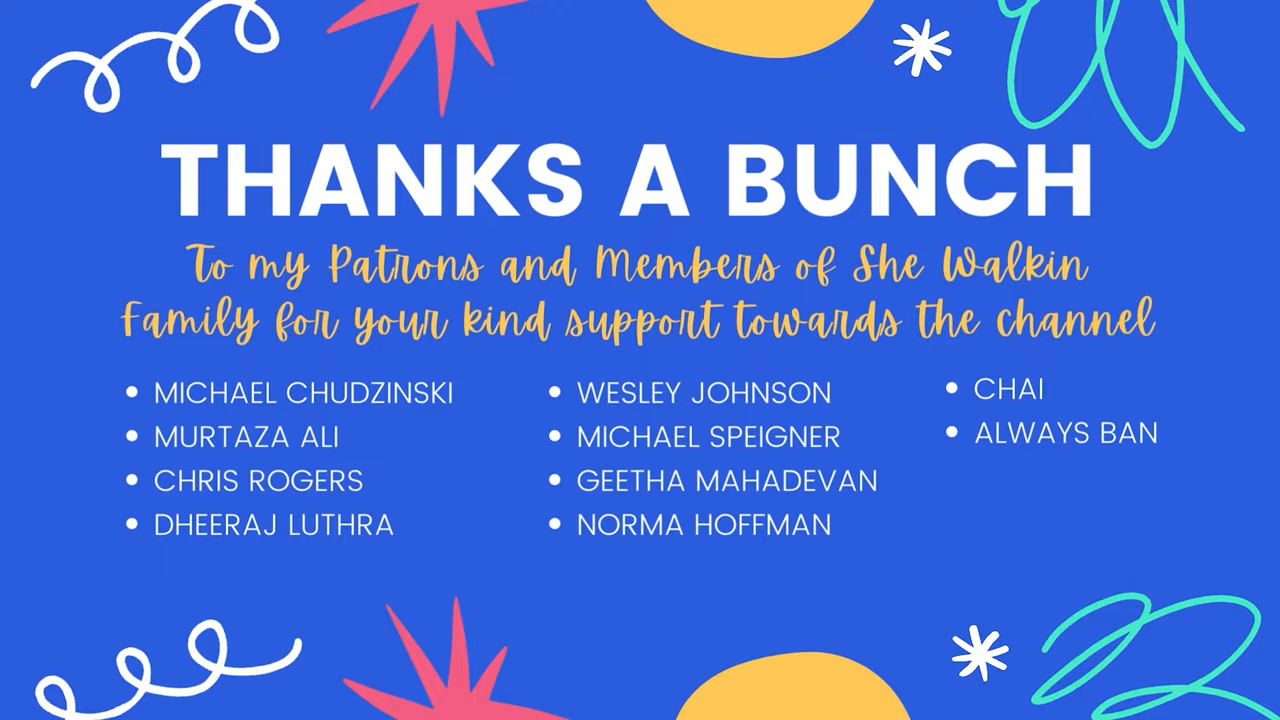 THANKS A BUNCH
To my Patrons and Members of She Walkin
Family for your kind support towards the channel
• MICHAEL CHUDZINSKI
• MURTAZA ALI
• CHRIS ROGERS
• DHEERAJ LUTHRA
• WESLEY JOHNSON
• MICHAEL SPEIGNER
• GEETHA MAHADEVAN
• NORMA HOFFMAN
• CHAI
• ALWAYS BAN